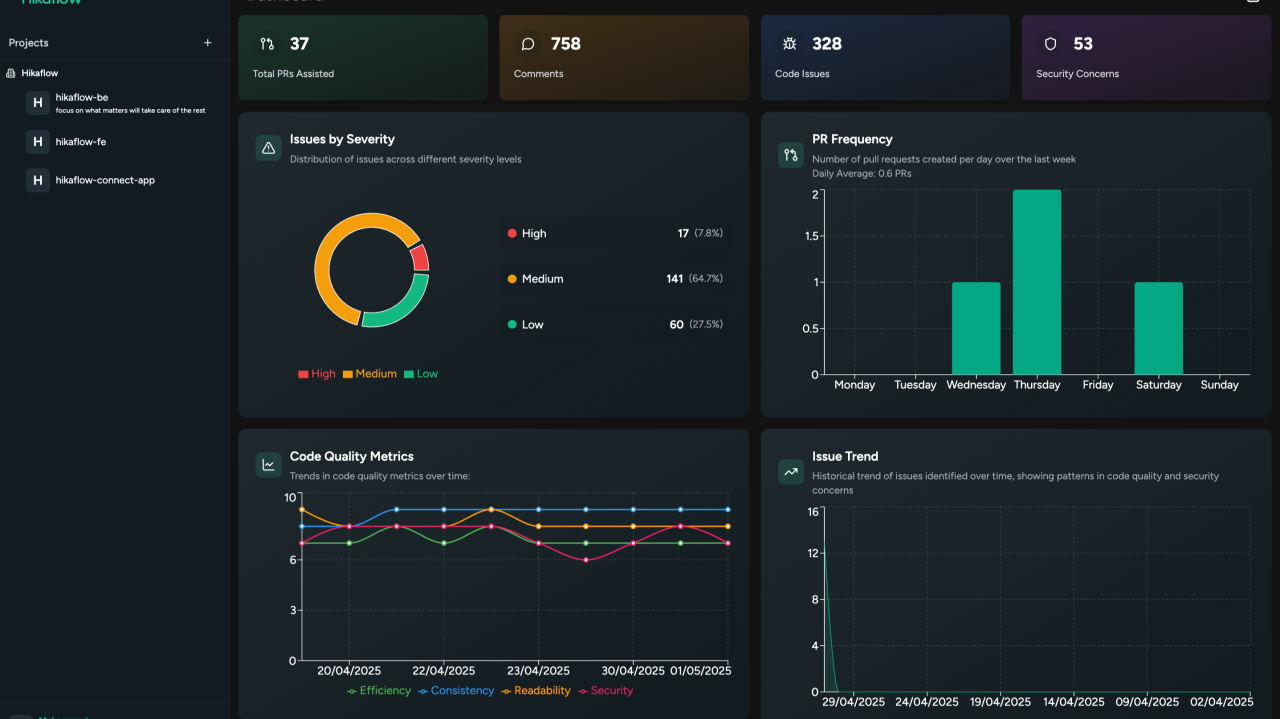 Hikaflow
Dashboard
Projects
+
Hikaflow
H
hikaflow-be
focus on what matters will take care of the rest
H
hikaflow-fe
H
hikaflow-connect-app
37
Total PRs Assisted
758
Comments
328
Code Issues
53
Security Concerns
Issues by Severity
Distribution of issues across different severity levels
High 17 (7.8%)
Medium 141 (64.7%)
Low 60 (27.5%)
High Medium Low
PR Frequency
Number of pull requests created per day over the last week
Daily Average: 0.6 PRs
2
1.5
1
0.5
0
Monday Tuesday Wednesday Thursday Friday Saturday Sunday
Code Quality Metrics
Trends in code quality metrics over time:
10
6
3
0
20/04/2025 22/04/2025 23/04/2025 30/04/2025 01/05/2025
Efficiency Consistency Readability Security
Issue Trend
Historical trend of issues identified over time, showing patterns in code quality and security
concerns
16
12
8
4
0
29/04/2025 24/04/2025 19/04/2025 14/04/2025 09/04/2025 02/04/2025